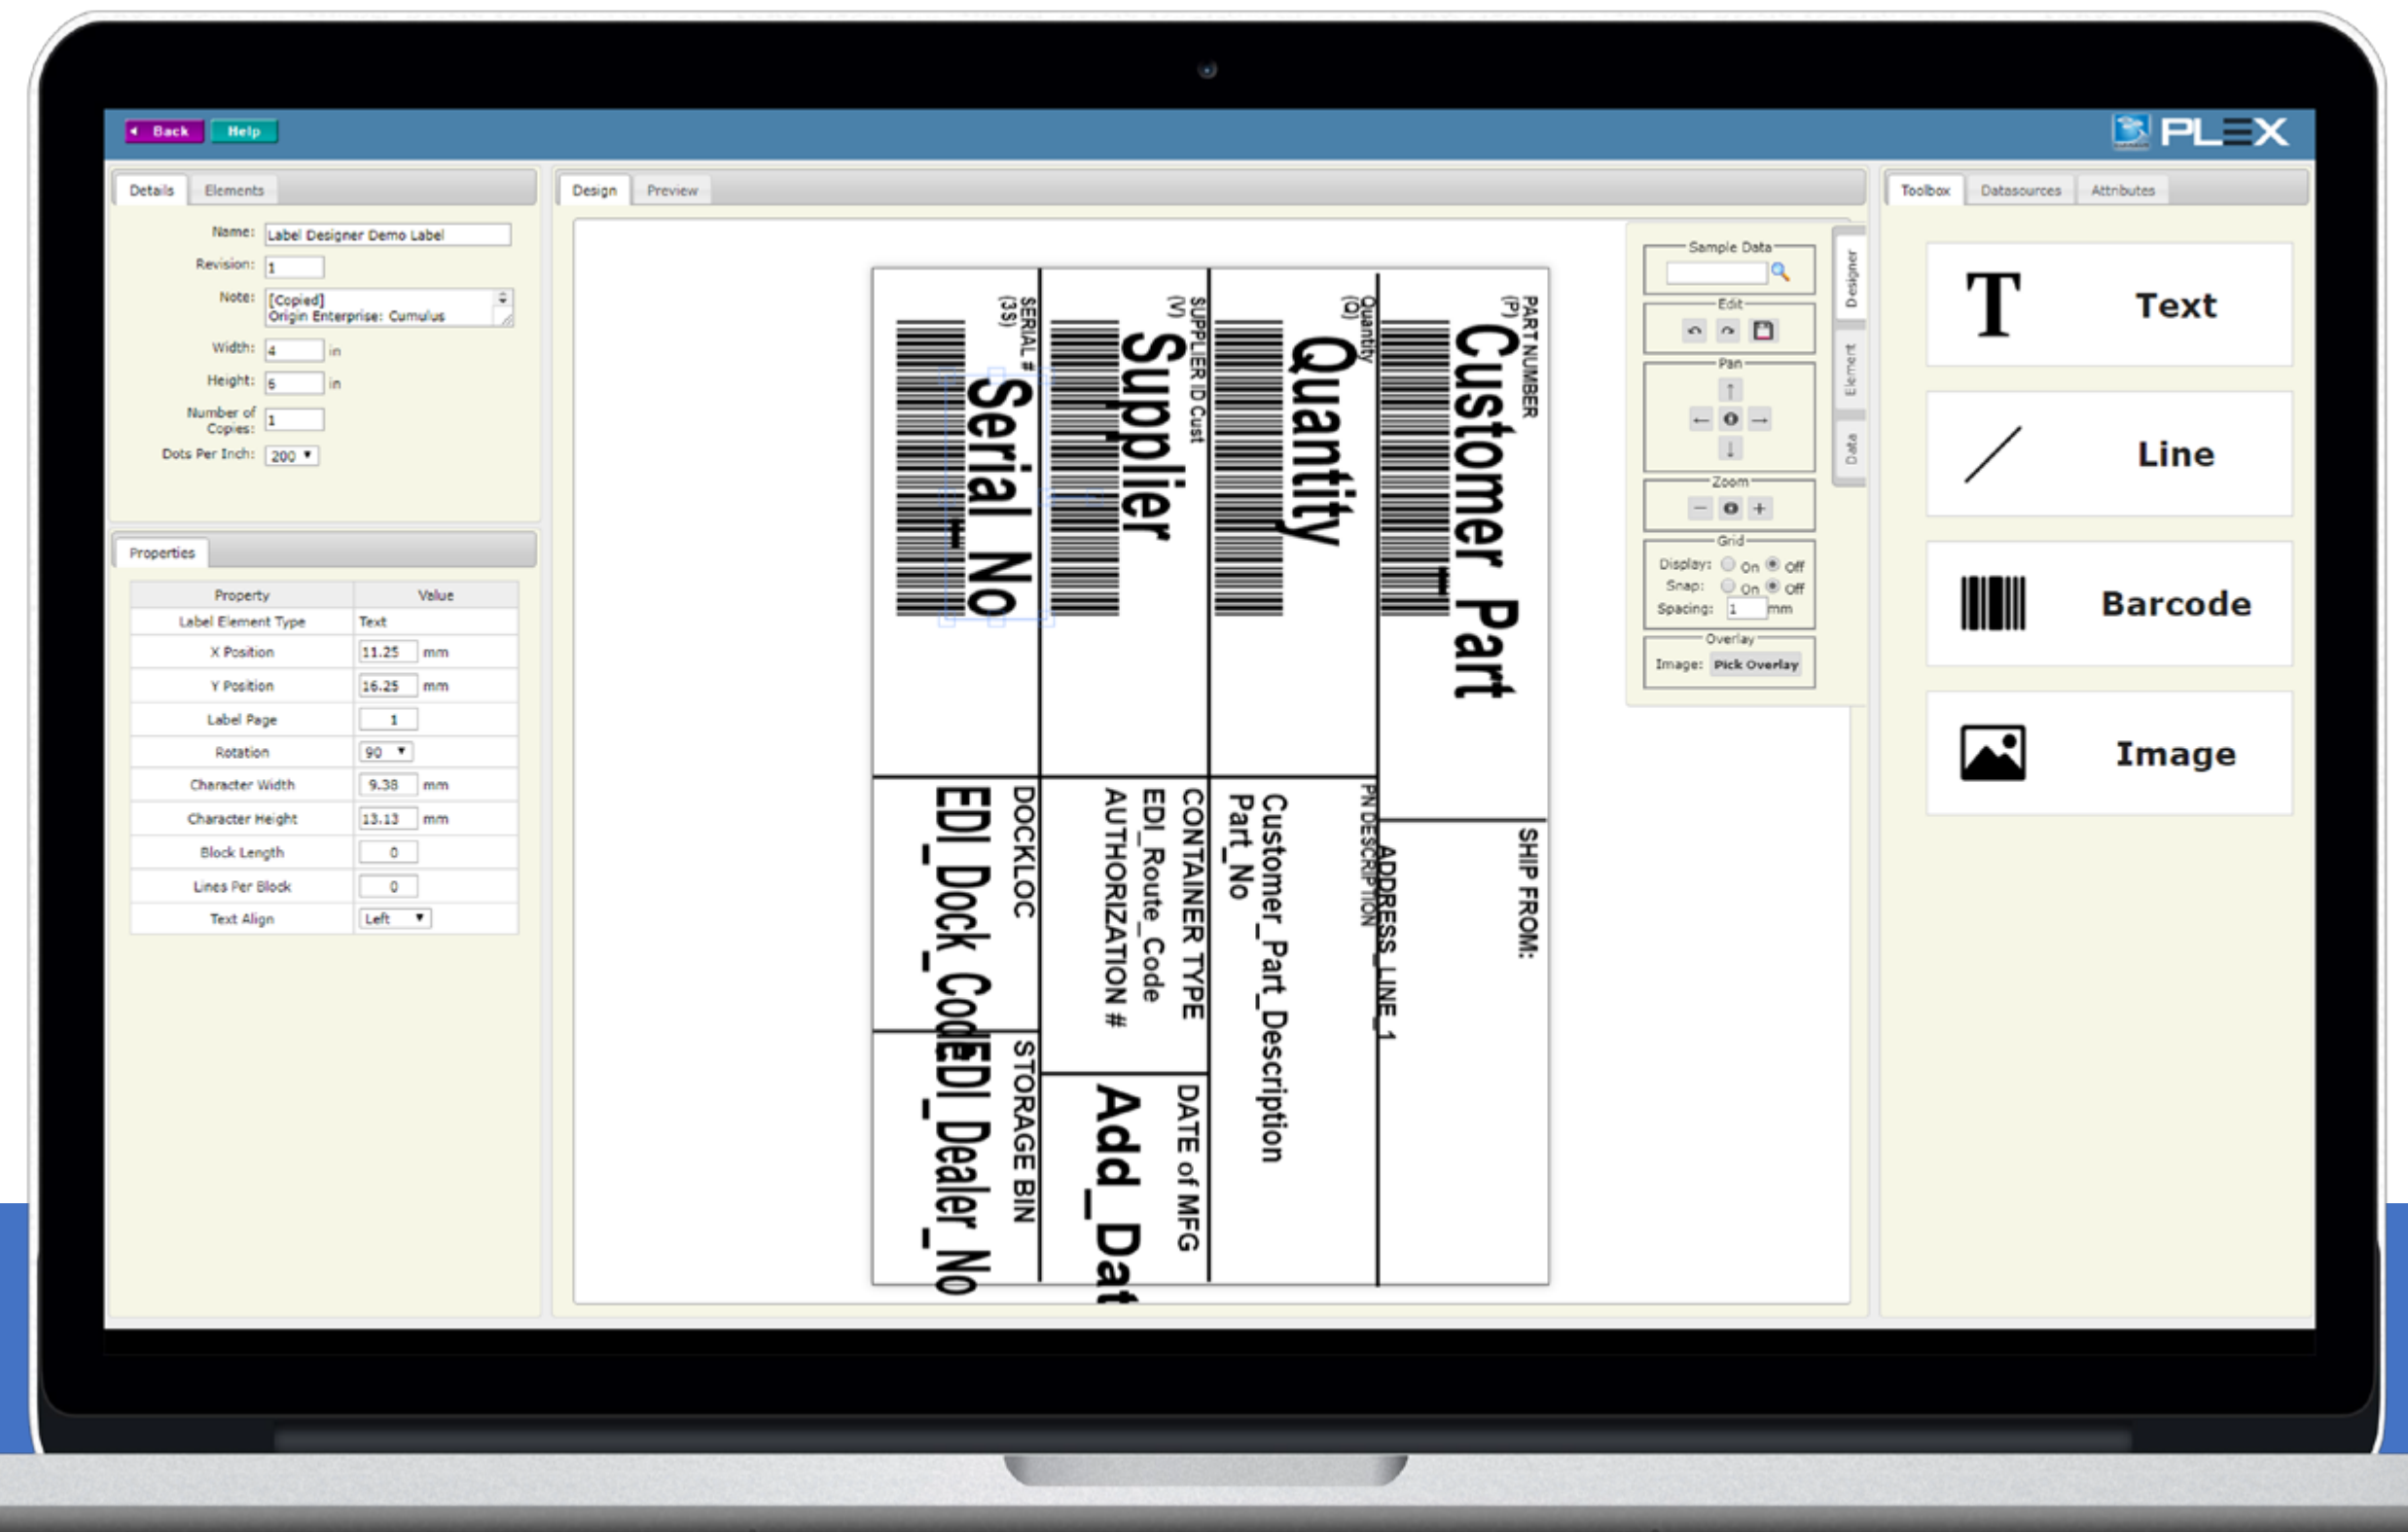 Back
Help
PLEX
Details
Elements
Name:
Label Designer Demo Label
Revision:
1
Note:
[Copied]
Origin Enterprise: Cumulus
Width:
4
in
Height:
6
in
Number of
Copies:
1
Dots Per Inch:
200
Properties
Property
Value
Label Element Type
Text
X Position
11.25
mm
Y Position
16.25
mm
Label Page
1
Rotation
90
Character Width
9.38
mm
Character Height
13.13
mm
Block Length
0
Lines Per Block
0
Text Align
Left
Design
Preview
PART NUMBER
(P)
Customer_Part
SHIP FROM:
ADDRESS_LINE_1
Quantity
(Q)
Quantity
PN DESCRIPTION
Customer_Part_Description
Part_No
SUPPLIER ID Cust
(V)
Supplier
CONTAINER TYPE
EDI_Route_Code
AUTHORIZATION #
DATE of MFG
Add_Dat
SERIAL #
(3S)
Serial_No
DOCKLOC
EDI_Dock_Code
STORAGE BIN
EDI_Dealer_No
Sample Data
Edit
Pan
Zoom
Grid
Display:
On
Off
Snap:
On
Off
Spacing:
1
mm
Overlay
Image:
Pick Overlay
Designer
Element
Data
Toolbox
Datasources
Attributes
T
Text
Line
Barcode
Image